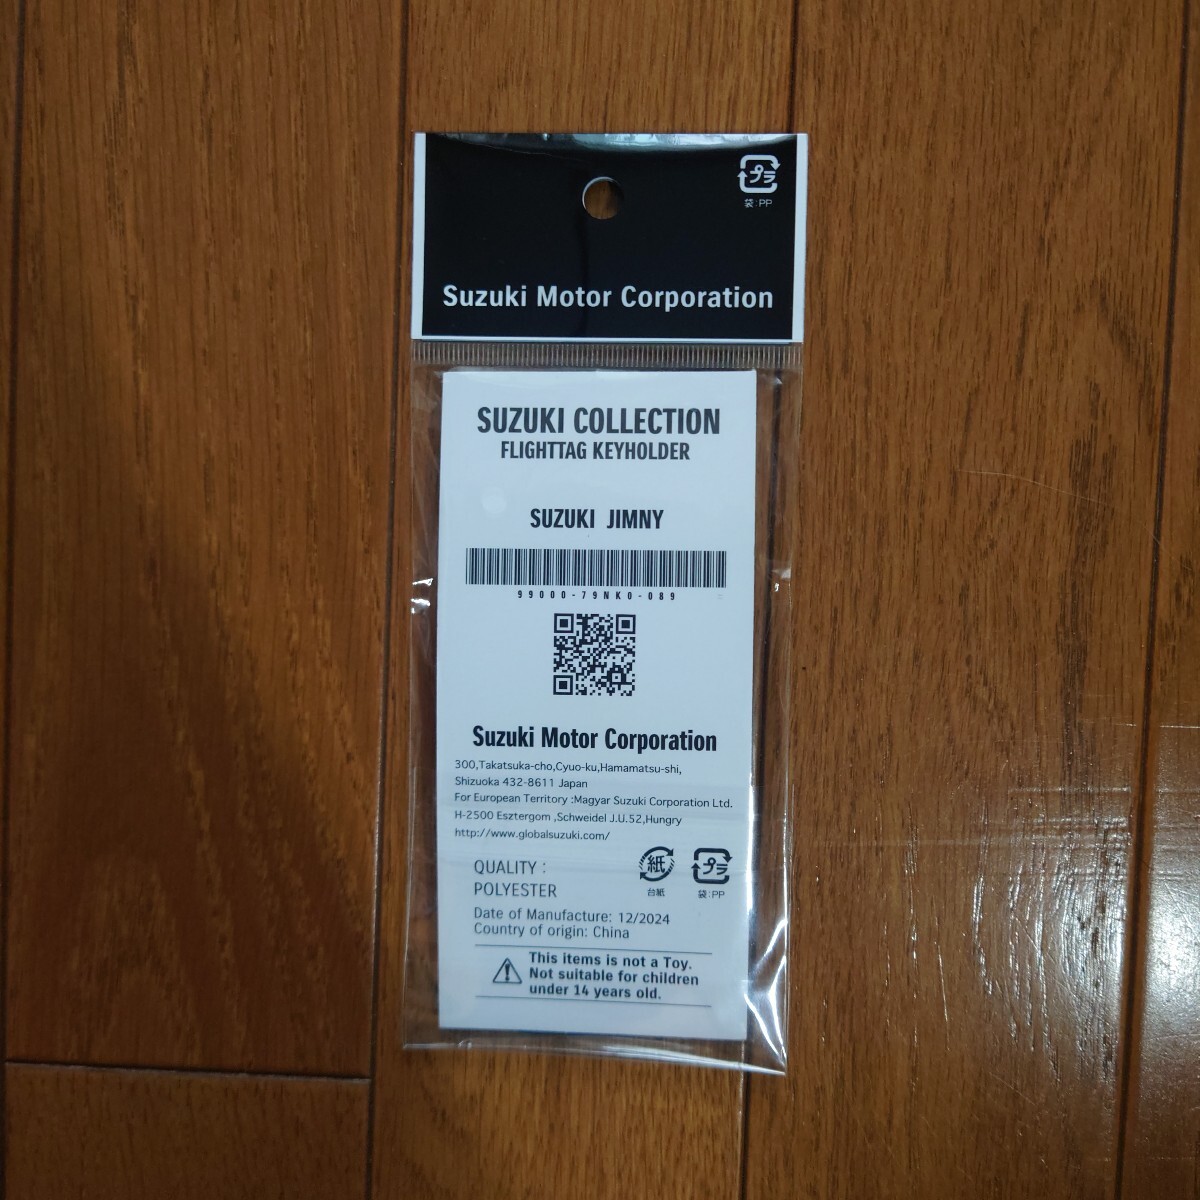 プラ
袋:PP
Suzuki Motor Corporation
SUZUKI COLLECTION
FLIGHTTAG KEYHOLDER
SUZUKI JIMNY
99000-79NK0-089
Suzuki Motor Corporation
300,Takatsuka-cho,Cyuo-ku,Hamamatsu-shi,
Shizuoka 432-8611 Japan
For European Territory :Magyar Suzuki Corporation Ltd.
H-2500 Esztergom ,Schweidel J.U.52,Hungry
http://www.globalsuzuki.com/
QUALITY :
POLYESTER
紙 プラ
台紙 袋:PP
Date of Manufacture: 12/2024
Country of origin: China
This items is not a Toy.
Not suitable for children
under 14 years old.